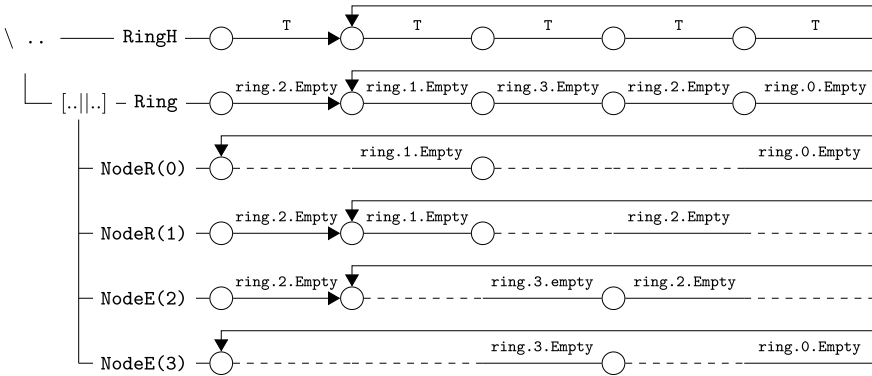 \ .. RingH T T T T T
[..||..] Ring ring.2.Empty ring.1.Empty ring.3.Empty ring.2.Empty ring.0.Empty
NodeR(0) ring.1.Empty ring.0.Empty
NodeR(1) ring.2.Empty ring.1.Empty ring.2.Empty
NodeE(2) ring.2.Empty ring.3.empty ring.2.Empty
NodeE(3) ring.3.Empty ring.0.Empty